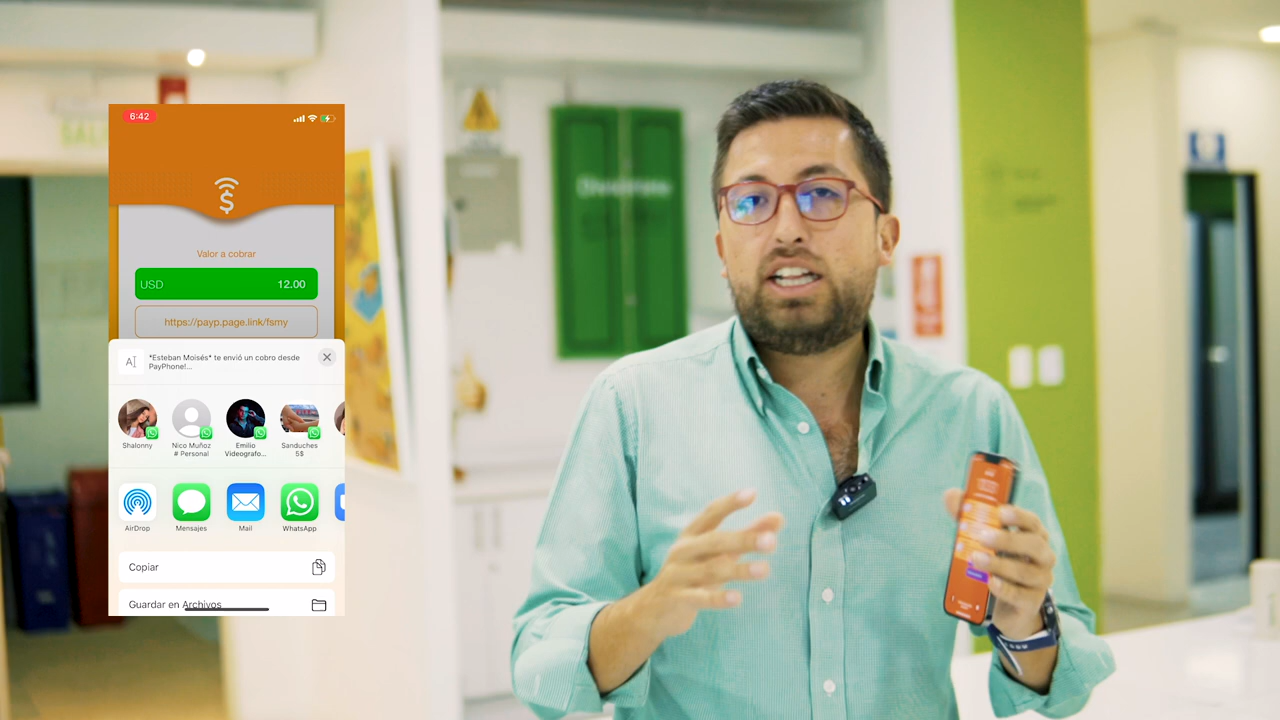 6:42
Valor a cobrar
USD 12.00
https://payp.page.link/fsmy
*Esteban Moisés* te envió un cobro desde
PayPhone!...
Shalonny
Nico Muñoz
# Personal
Emilio
Videografo...
Sanduches
5$
AirDrop
Mensajes
Mail
WhatsApp
Copiar
Guardar en Archivos